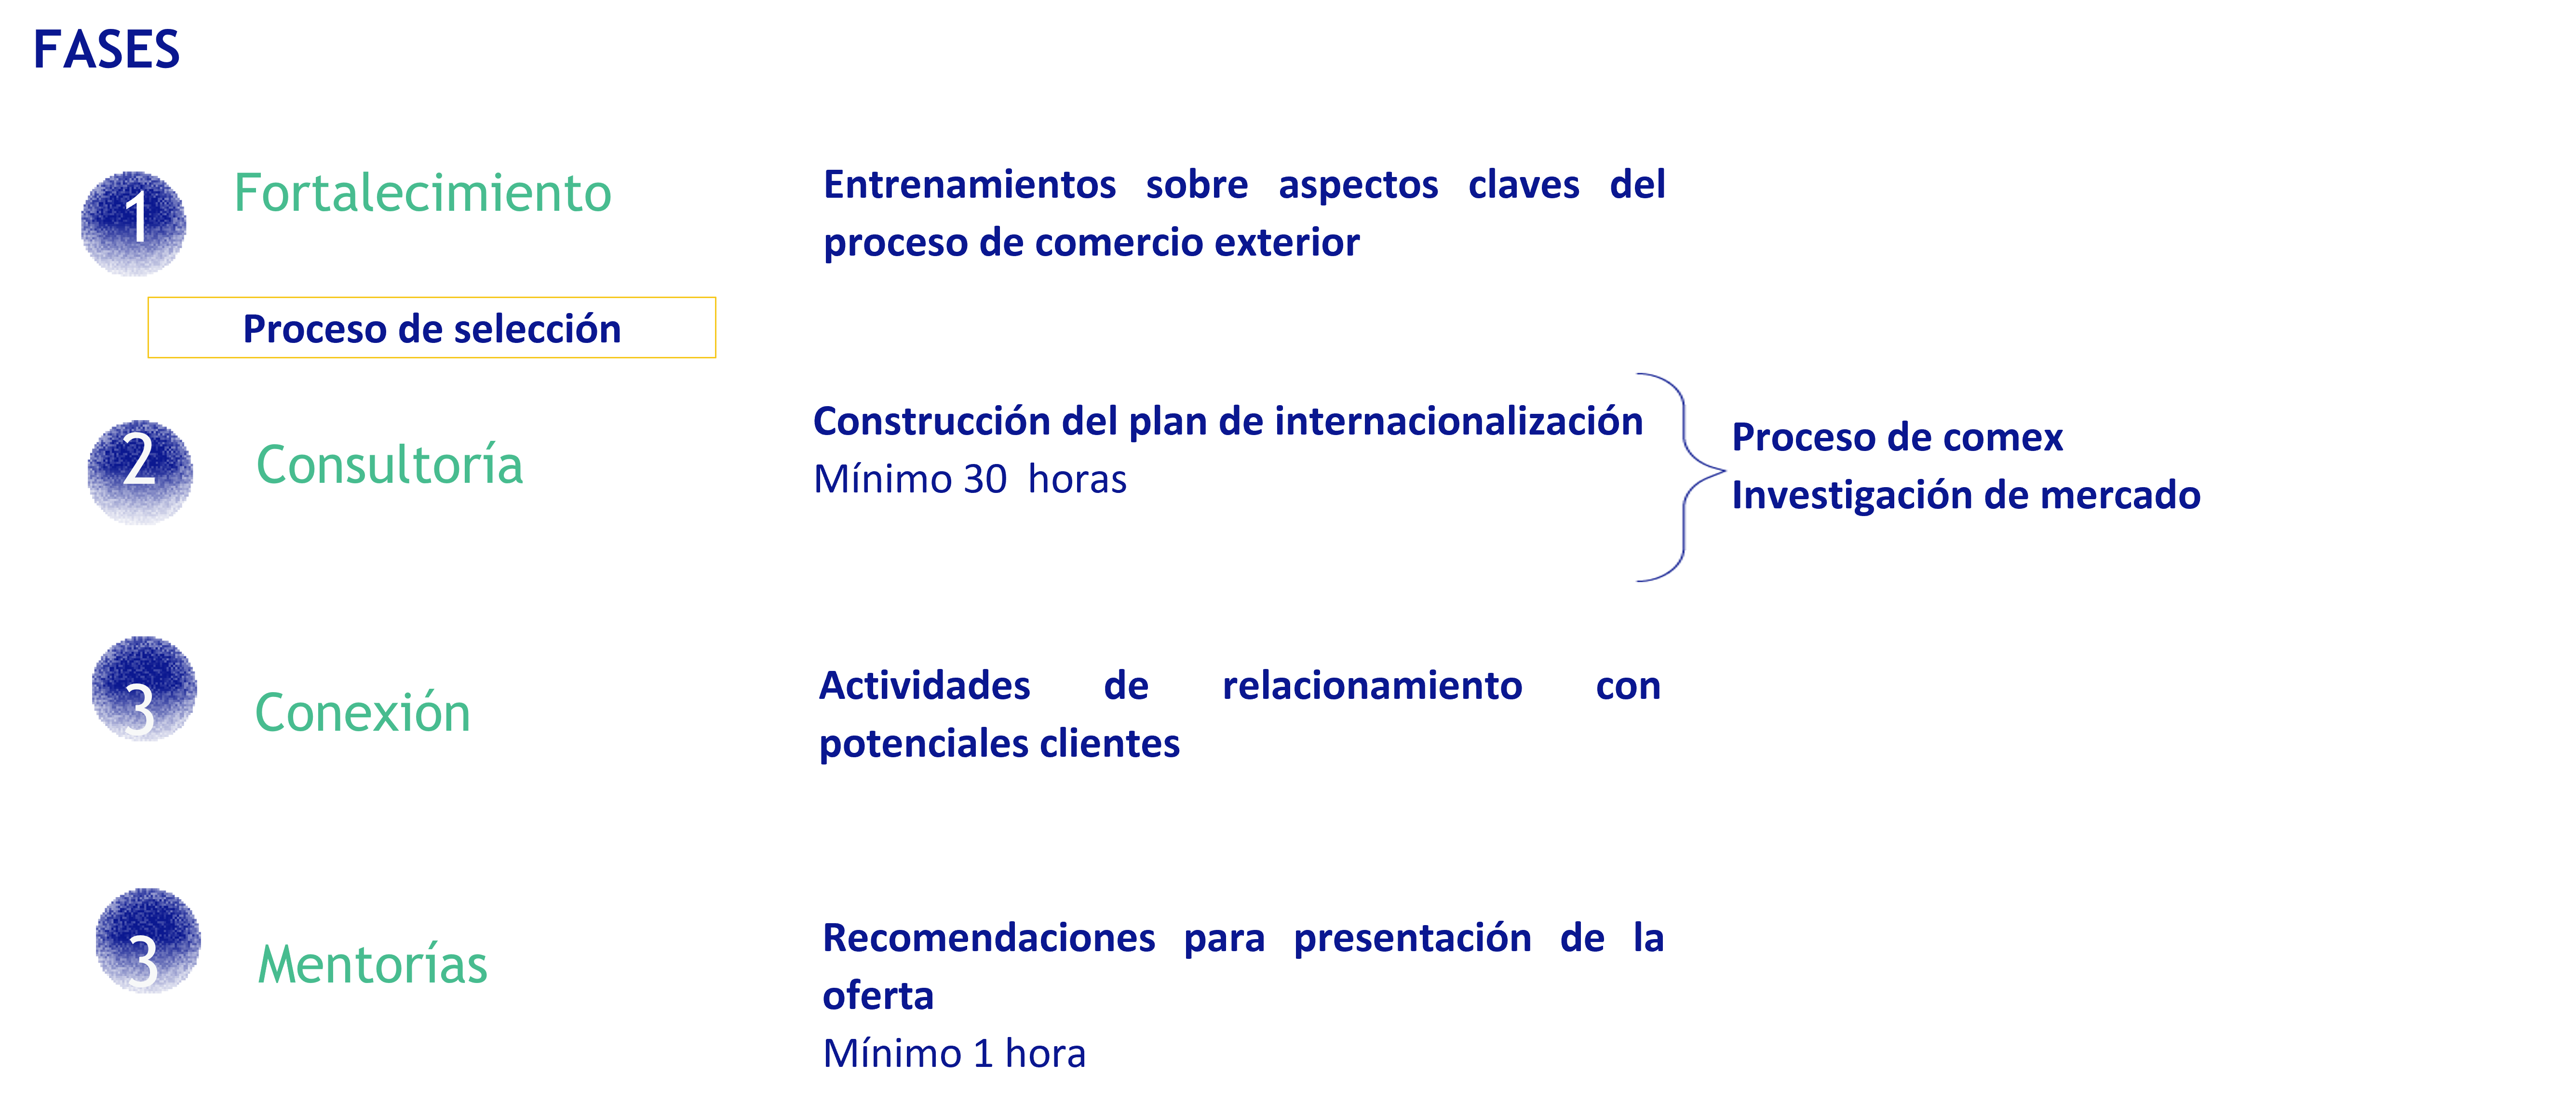 FASES
1
Fortalecimiento
Entrenamientos sobre aspectos claves del
proceso de comercio exterior
Proceso de selección
2
Consultoría
Construcción del plan de internacionalización
Mínimo 30 horas
Proceso de comex
Investigación de mercado
3
Conexión
Actividades de relacionamiento con
potenciales clientes
3
Mentorías
Recomendaciones para presentación de la
oferta
Mínimo 1 hora